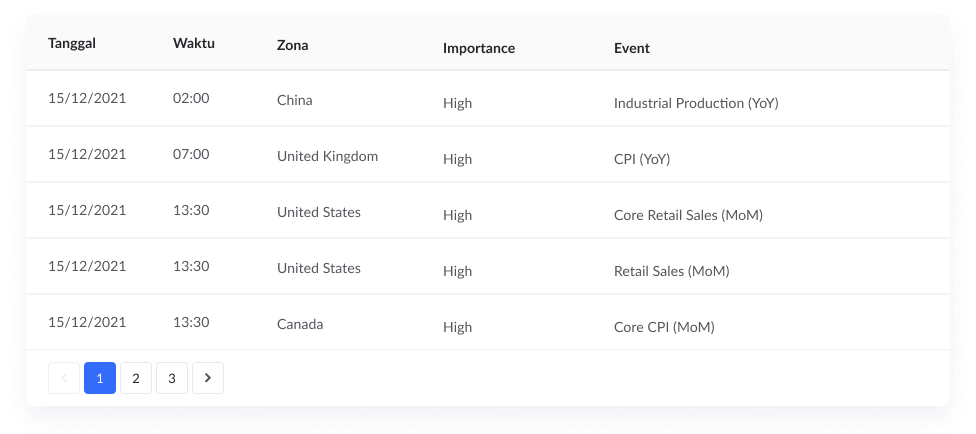 Tanggal Waktu Zona Importance Event
15/12/2021 02:00 China High Industrial Production (YoY)
15/12/2021 07:00 United Kingdom High CPI (YoY)
15/12/2021 13:30 United States High Core Retail Sales (MoM)
15/12/2021 13:30 United States High Retail Sales (MoM)
15/12/2021 13:30 Canada High Core CPI (MoM)
1 2 3